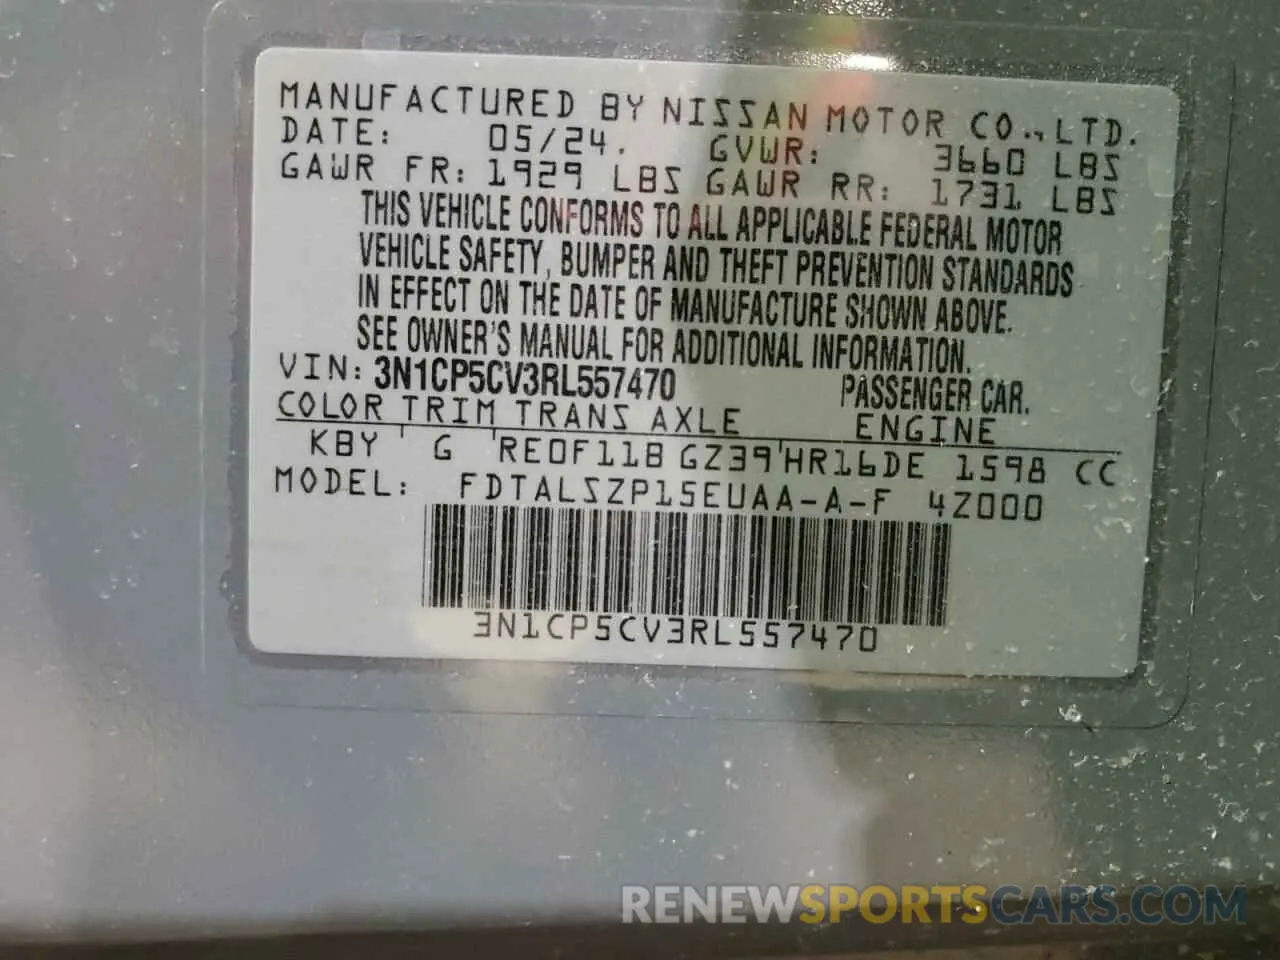 MANUFACTURED BY NISSAN MOTOR CO., LTD.
DATE: 05/24. GVWR: 3660 LBS
GAWR FR: 1929 LBS GAWR RR: 1731 LBS
THIS VEHICLE CONFORMS TO ALL APPLICABLE FEDERAL MOTOR
VEHICLE SAFETY, BUMPER AND THEFT PREVENTION STANDARDS
IN EFFECT ON THE DATE OF MANUFACTURE SHOWN ABOVE.
SEE OWNER'S MANUAL FOR ADDITIONAL INFORMATION.
VIN: 3N1CP5CV3RL557470 PASSENGER CAR.
COLOR TRIM TRANS AXLE ENGINE
KBY G RE0F11B GZ39 HR16DE 1598 CC
MODEL: FDTALSZP15EUAA-A-F 4Z000
3N1CP5CV3RL557470
RENEWSPORTSCARS.COM